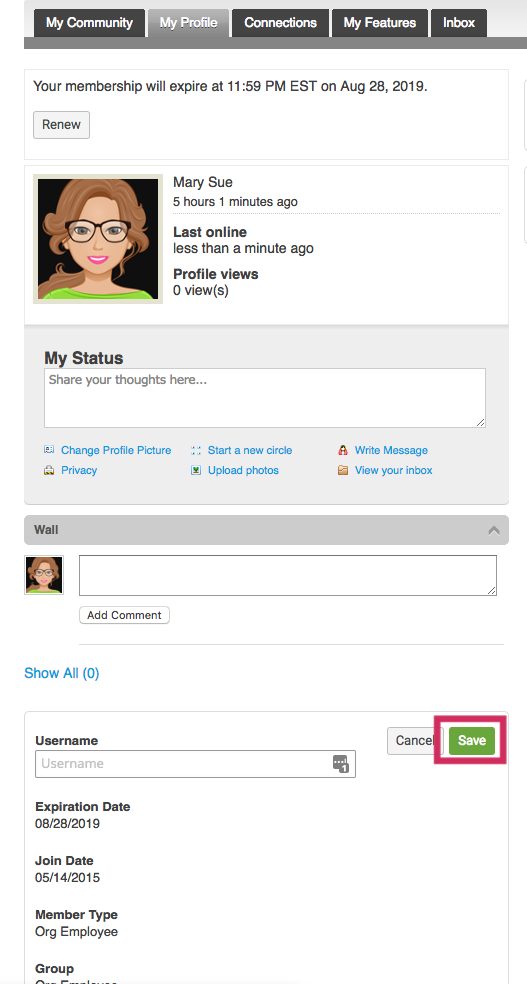 My Community My Profile Connections My Features Inbox
Your membership will expire at 11:59 PM EST on Aug 28, 2019.
Renew
Mary Sue
5 hours 1 minutes ago
Last online
less than a minute ago
Profile views
0 view(s)
My Status
Share your thoughts here...
Change Profile Picture Start a new circle Write Message
Privacy Upload photos View your inbox
Wall
Add Comment
Show All (0)
Username
Cancel Save
Username
1
Expiration Date
08/28/2019
Join Date
05/14/2015
Member Type
Org Employee
Group
Org Employee